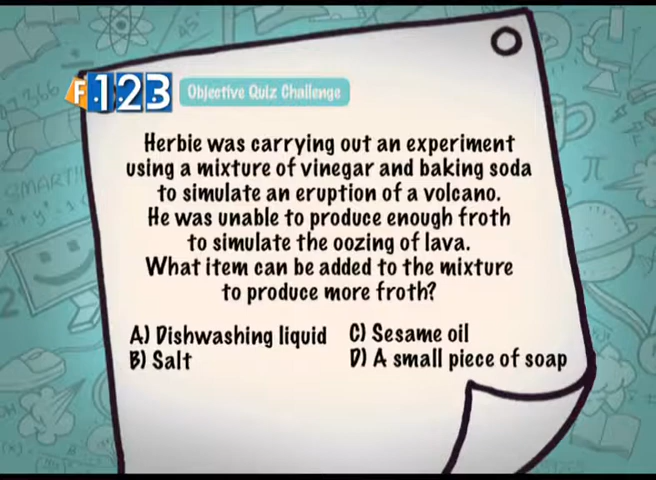 F.123
Objective Quiz Challenge
Herbie was carrying out an experiment
using a mixture of vinegar and baking soda
to simulate an eruption of a volcano.
He was unable to produce enough froth
to simulate the oozing of lava.
What item can be added to the mixture
to produce more froth?
A) Dishwashing liquid
B) Salt
C) Sesame oil
D) A small piece of soap
SMART!!